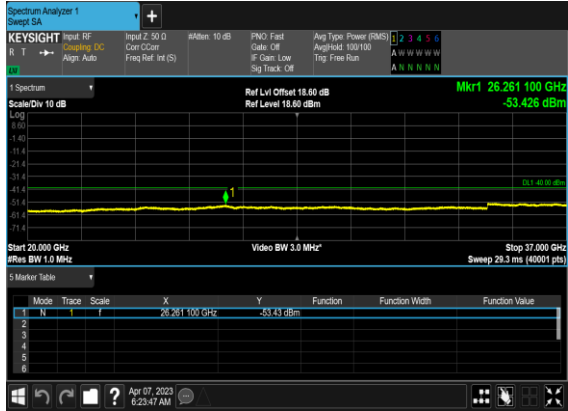 Spectrum Analyzer 1
Swept SA
+
KEYSIGHT
R T
LNI
Input: RF
Coupling: DC
Align: Auto
Input Z: 50 Ω
Corr CCorr
Freq Ref: Int (S)
#Atten: 10 dB
PNO: Fast
Gate: Off
IF Gain: Low
Sig Track: Off
Avg Type: Power (RMS)
Avg|Hold: 100/100
Trig: Free Run
1 2 3 4 5 6
A W W W W W
A N N N N N
1 Spectrum
Scale/Div 10 dB
Ref Lvl Offset 18.60 dB
Ref Level 18.60 dBm
Mkr1 26.261 100 GHz
-53.426 dBm
Log
8.60
-1.40
-11.4
-21.4
-31.4
-41.4
-51.4
-61.4
-71.4
1
DL1 -40.00 dBm
Start 20.000 GHz
#Res BW 1.0 MHz
Video BW 3.0 MHz*
Stop 37.000 GHz
Sweep 29.3 ms (40001 pts)
5 Marker Table
Mode Trace Scale X Y Function Function Width Function Value
1 N 1 f 26.261 100 GHz -53.43 dBm
2
3
4
5
6
?
Apr 07, 2023
6:23:47 AM